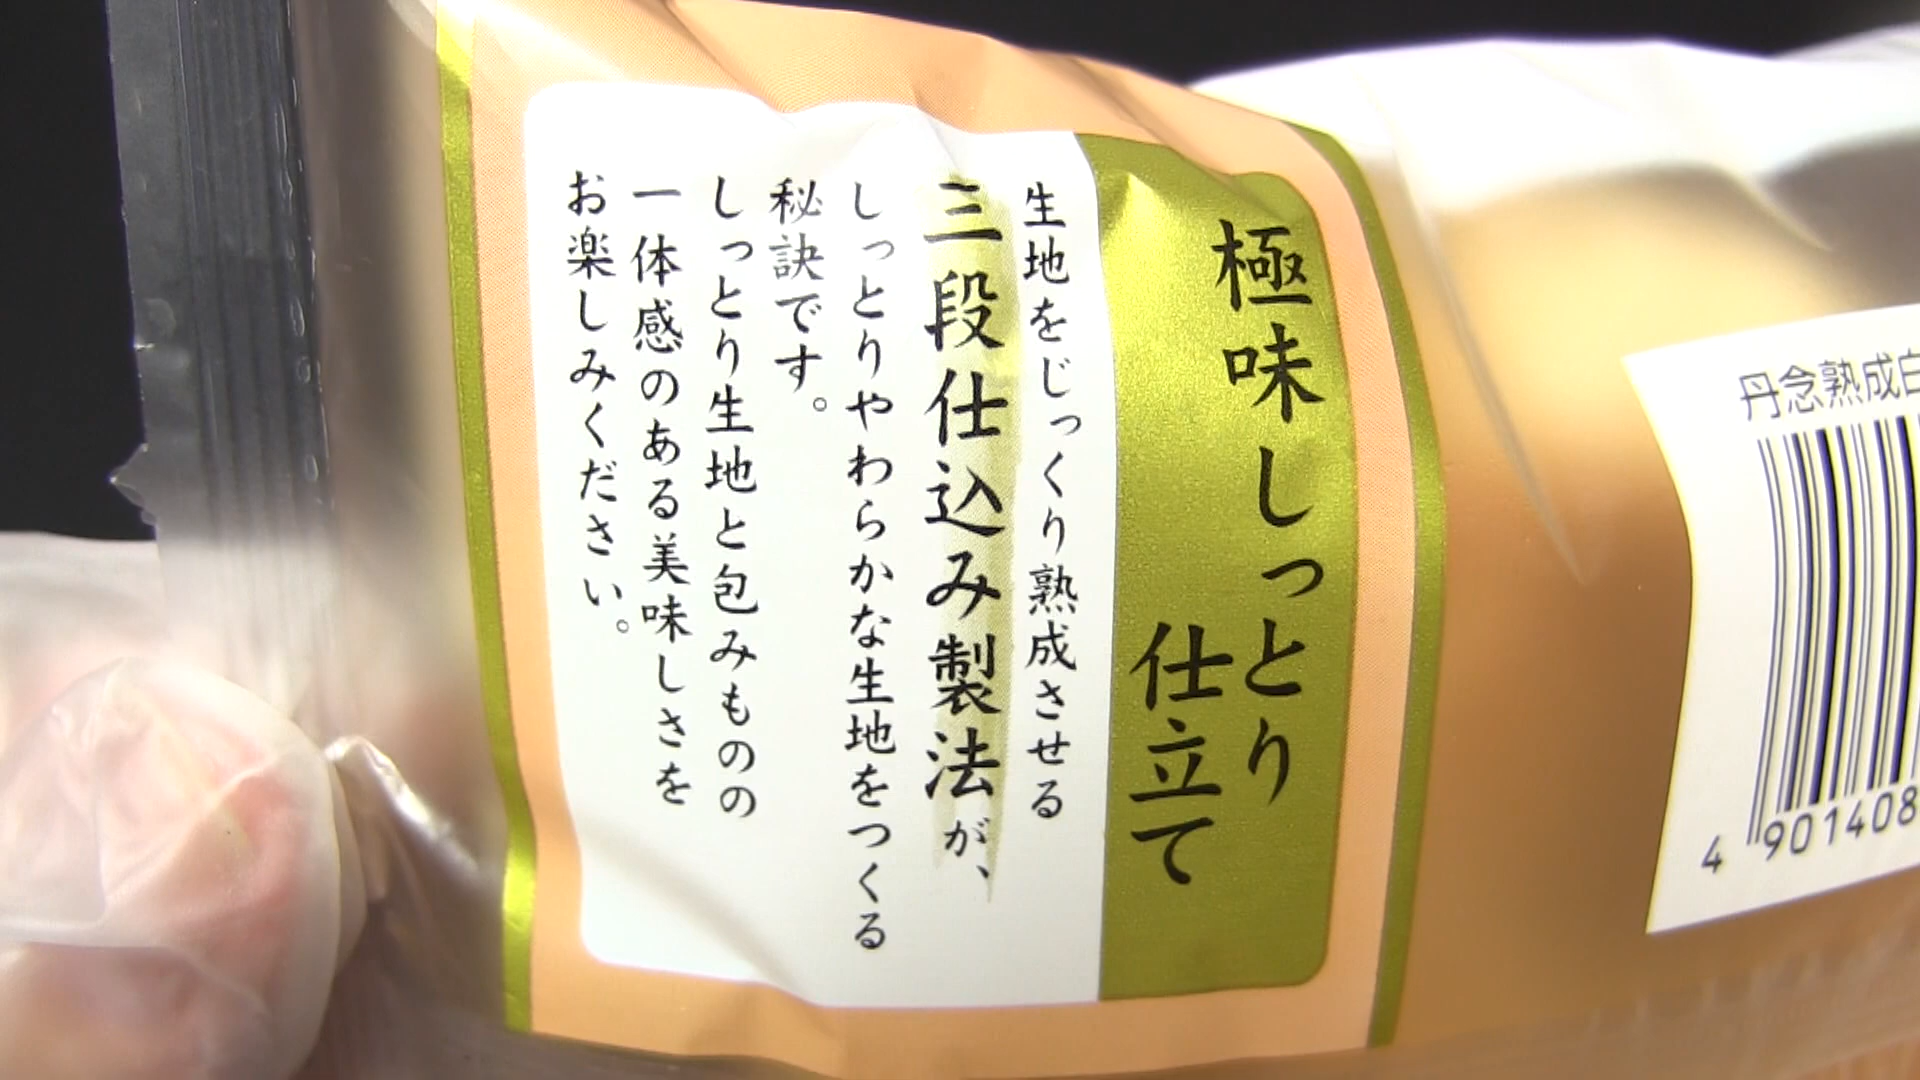 極味しっとり
仕立て
生地をじっくり熟成させる
三段仕込み製法が、
しっとりやわらかな生地をつくる
秘訣です。
しっとり生地と包みものの
一体感のある美味しさを
お楽しみください。
丹念熟成白
4 901408